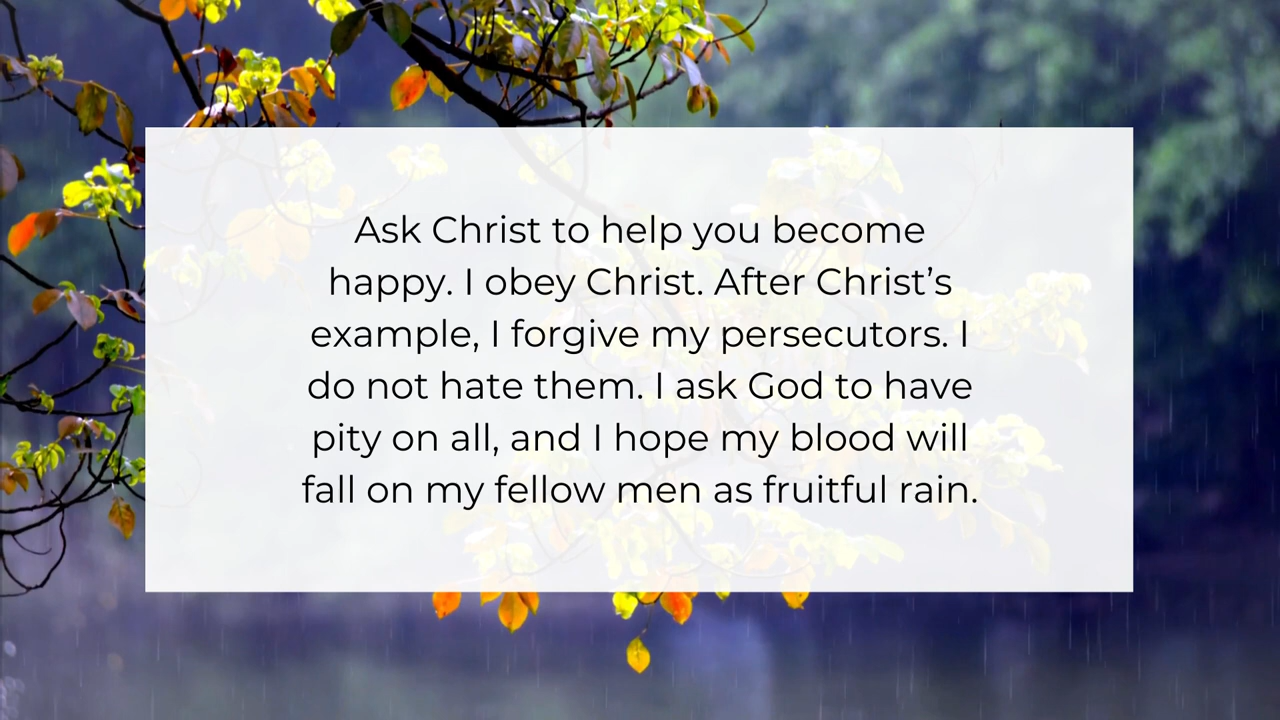 Ask Christ to help you become
happy. I obey Christ. After Christ’s
example, I forgive my persecutors. I
do not hate them. I ask God to have
pity on all, and I hope my blood will
fall on my fellow men as fruitful rain.